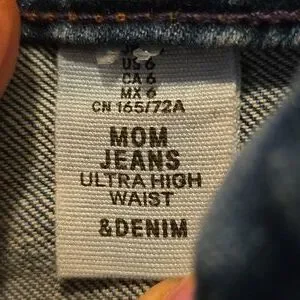 US 6
CA 6
MX 6
CN 165/72A
MOM
JEANS
ULTRA HIGH
WAIST
&DENIM